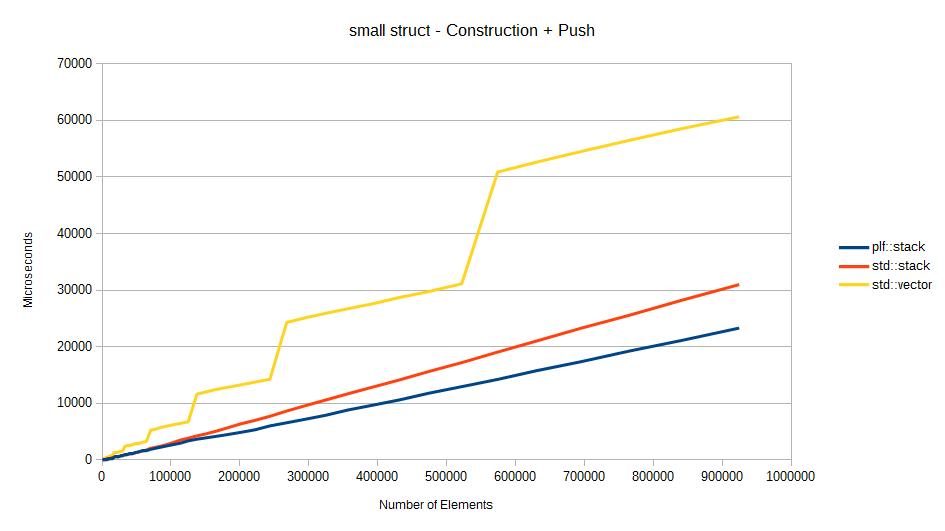 small struct - Construction + Push
70000
60000
50000
40000
30000
20000
10000
0
Microseconds
0 100000 200000 300000 400000 500000 600000 700000 800000 900000 1000000
Number of Elements
plf::stack
std::stack
std::vector